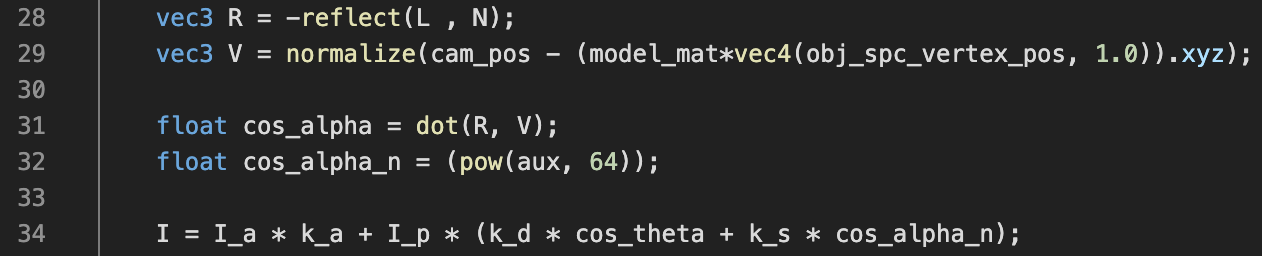 28 vec3 R = -reflect(L , N);
29 vec3 V = normalize(cam_pos - (model_mat*vec4(obj_spc_vertex_pos, 1.0)).xyz);
30
31 float cos_alpha = dot(R, V);
32 float cos_alpha_n = (pow(aux, 64));
33
34 I = I_a * k_a + I_p * (k_d * cos_theta + k_s * cos_alpha_n);